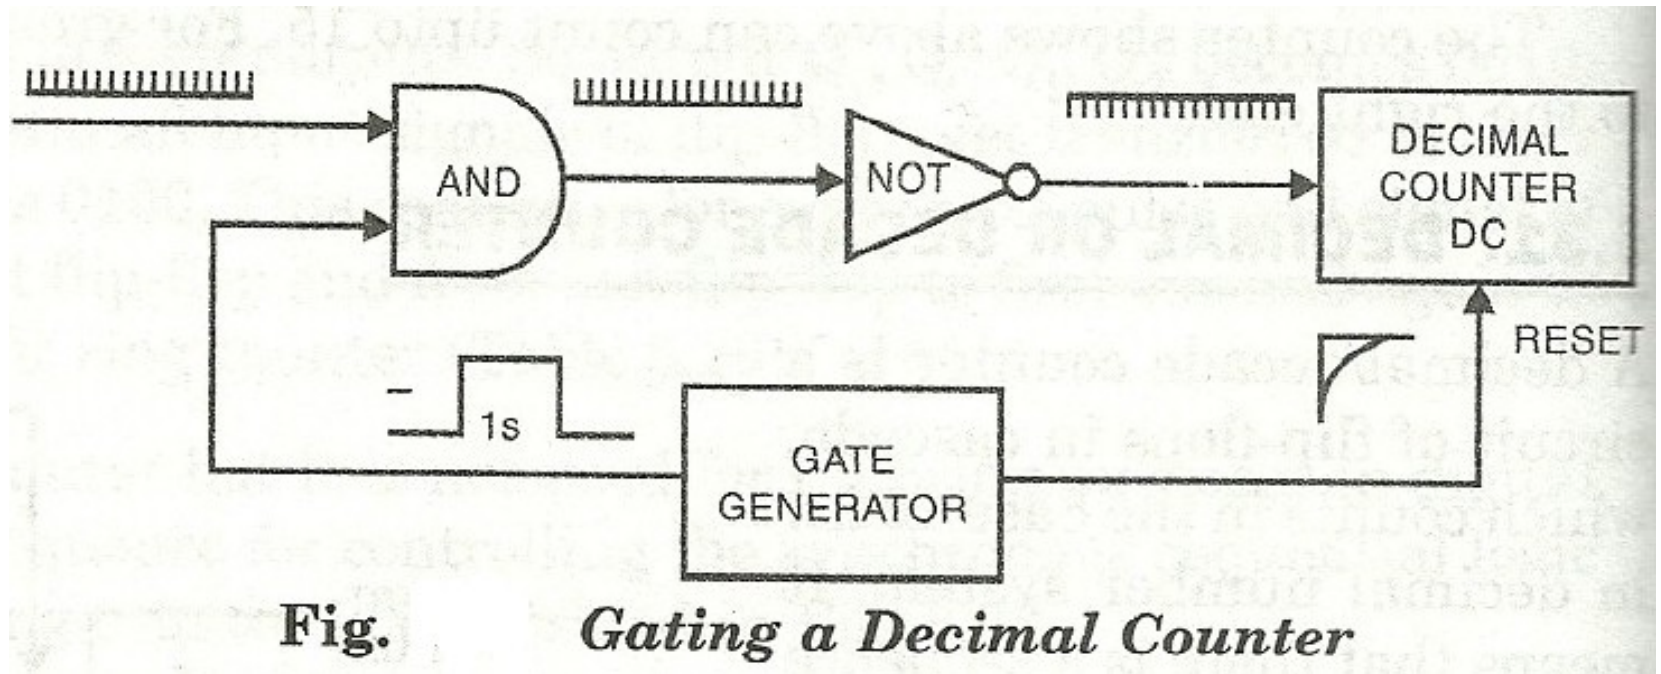 AND
NOT
DECIMAL
COUNTER
DC
RESET
1s
GATE
GENERATOR
Fig. Gating a Decimal Counter